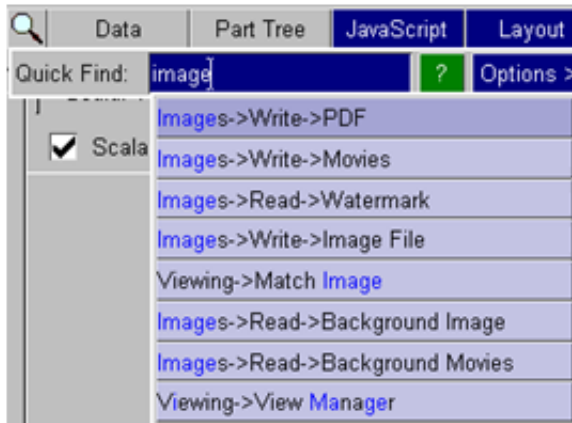 Data Part Tree JavaScript Layout
Quick Find: image ? Options >
Images->Write->PDF
Scala Images->Write->Movies
Images->Read->Watermark
Images->Write->Image File
Viewing->Match Image
Images->Read->Background Image
Images->Read->Background Movies
Viewing->View Manager